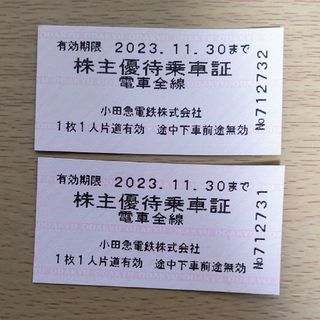 有効期限 2023.11.30まで
株主優待乗車証
電車全線
小田急電鉄株式会社
1枚1人片道有効 途中下車前途無効
№712732
有効期限 2023.11.30まで
株主優待乗車証
電車全線
小田急電鉄株式会社
1枚1人片道有効 途中下車前途無効
№712731